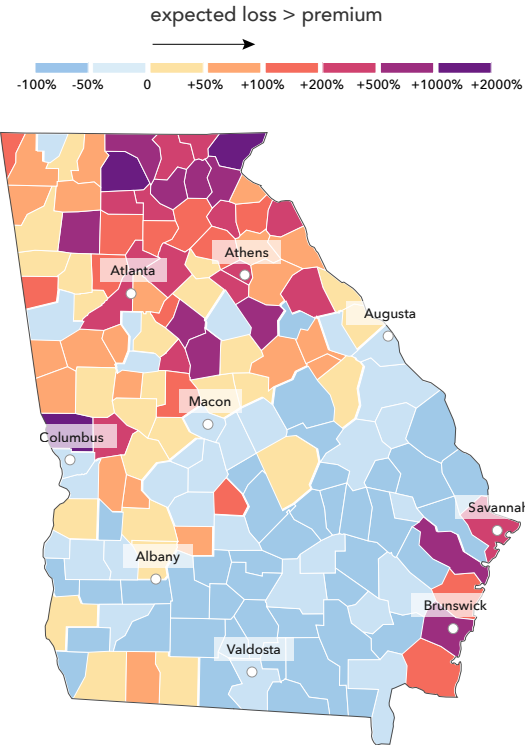 expected loss > premium
-100% -50% 0 +50% +100% +200% +500% +1000% +2000%
Athens
Atlanta
Augusta
Macon
Columbus
Savannah
Albany
Brunswick
Valdosta